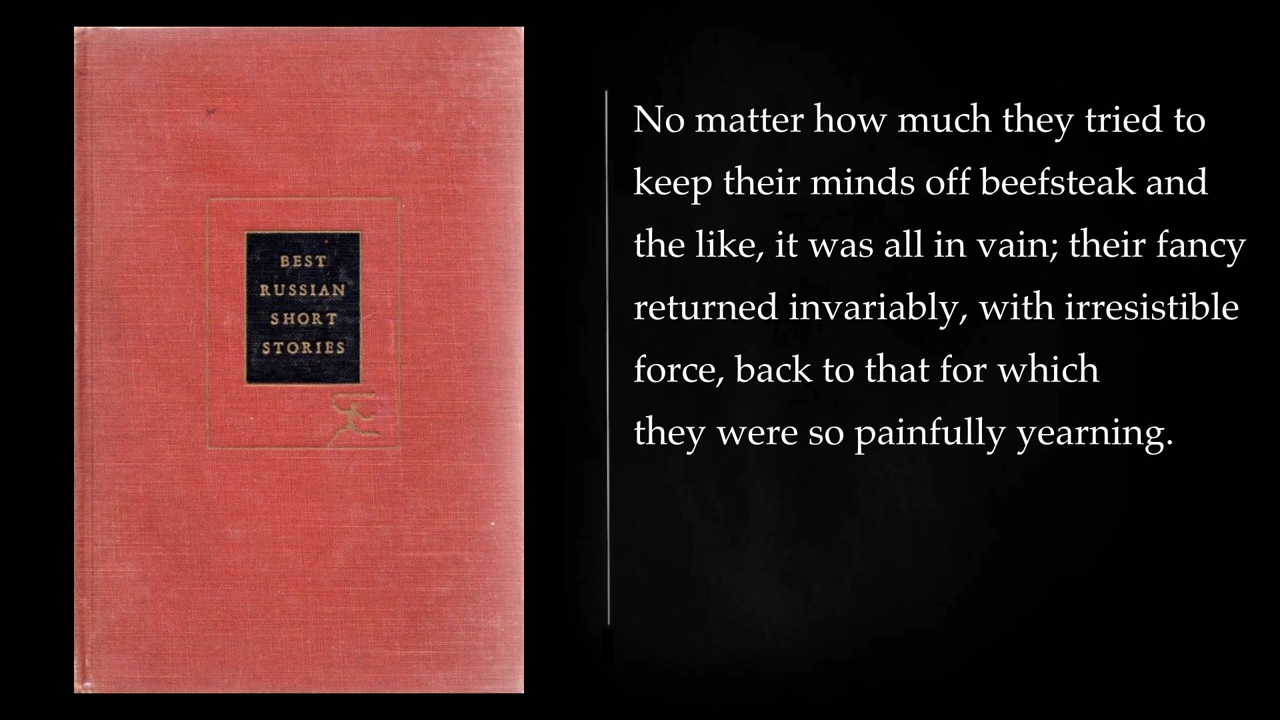 BEST
RUSSIAN
SHORT
STORIES
No matter how much they tried to
keep their minds off beefsteak and
the like, it was all in vain; their fancy
returned invariably, with irresistible
force, back to that for which
they were so painfully yearning.